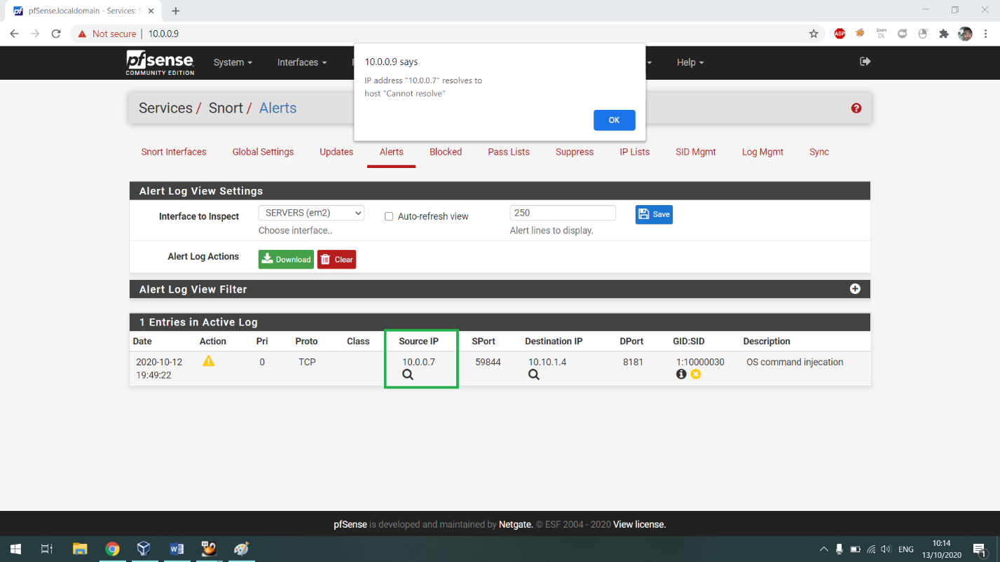 pfSense.localdomain - Services: S
Not secure | 10.0.0.9
ABP
Zoom
DL
pfsense
COMMUNITY EDITION
System
Interfaces
Help
10.0.0.9 says
IP address "10.0.0.7" resolves to
host "Cannot resolve"
OK
Services / Snort / Alerts
Snort Interfaces
Global Settings
Updates
Alerts
Blocked
Pass Lists
Suppress
IP Lists
SID Mgmt
Log Mgmt
Sync
Alert Log View Settings
Interface to Inspect
SERVERS (em2)
Auto-refresh view
250
Save
Choose interface..
Alert lines to display.
Alert Log Actions
Download
Clear
Alert Log View Filter
1 Entries in Active Log
Date Action Pri Proto Class Source IP SPort Destination IP DPort GID:SID Description
2020-10-12 0 TCP 10.0.0.7 59844 10.10.1.4 8181 1:10000030 OS command injecation
19:49:22
pfSense is developed and maintained by Netgate. © ESF 2004 - 2020 View license.
ENG
10:14
13/10/2020
1